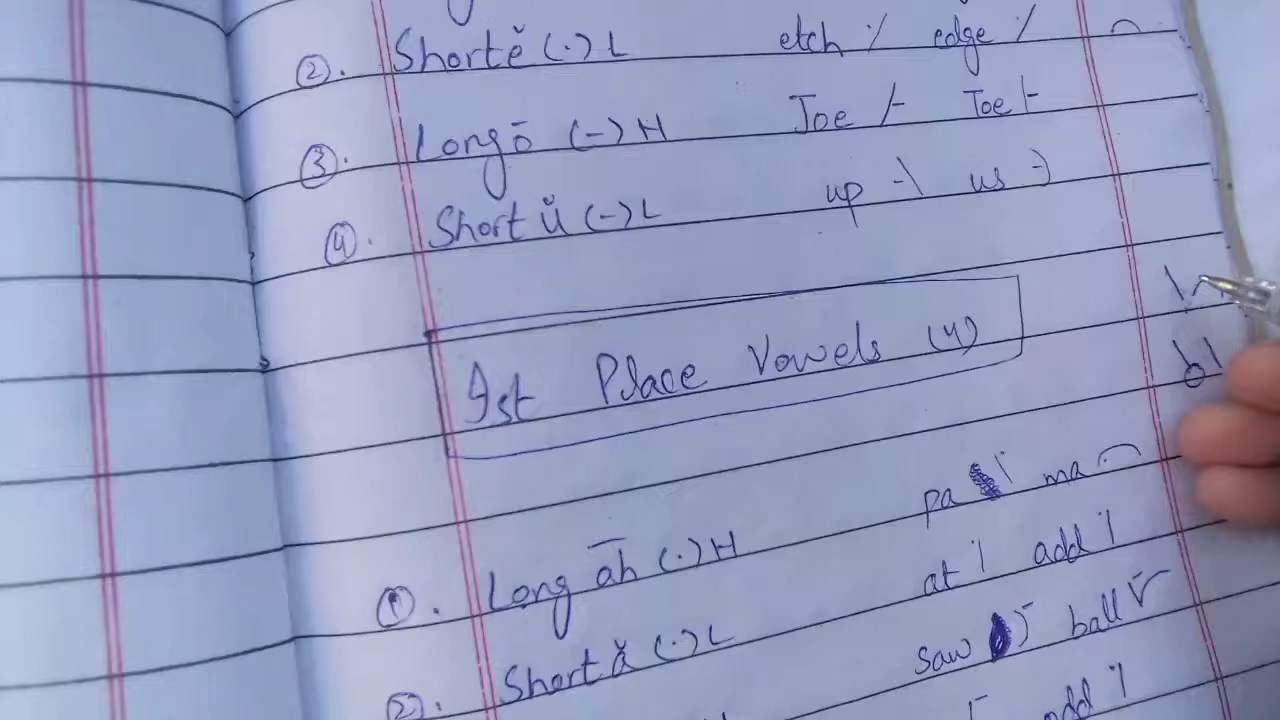 ②. Short ĕ (·) L etch edge
③. Long ō (-) H Joe Toe
④. Short ŭ (-) L up us
1st Place Vowels (4)
①. Long āh (·) H pa ma
②. Short ă (·) L at add
saw ball
add